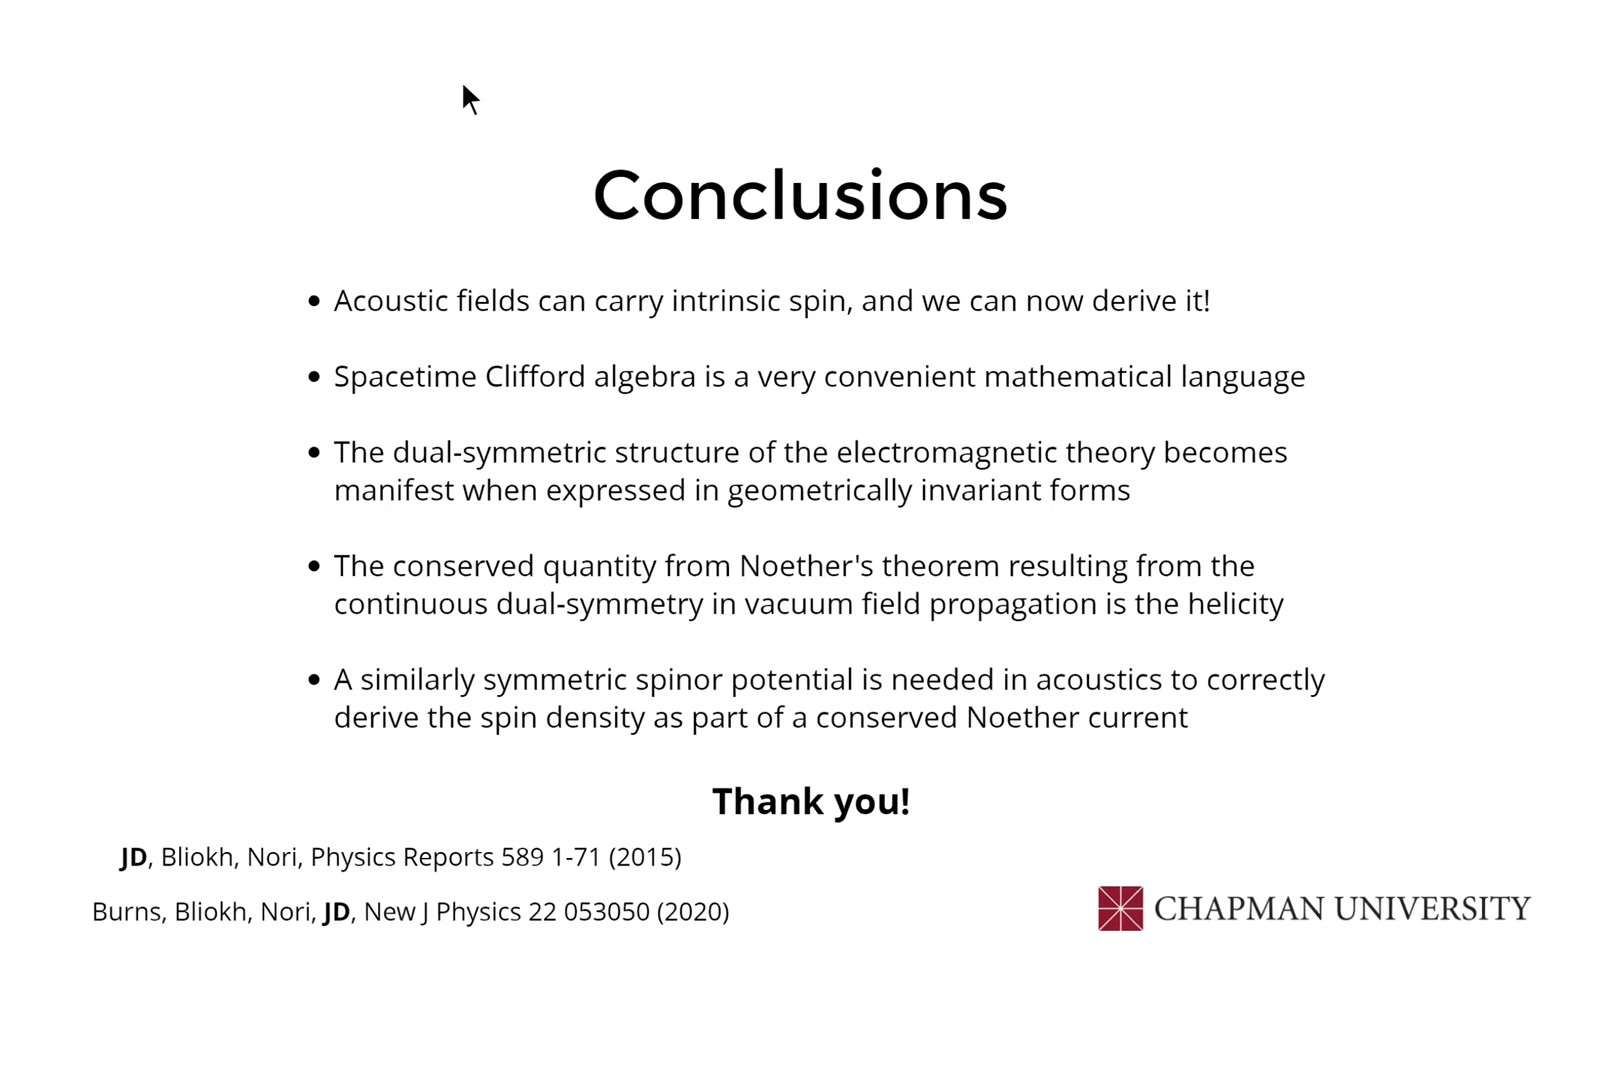 Conclusions
• Acoustic fields can carry intrinsic spin, and we can now derive it!
• Spacetime Clifford algebra is a very convenient mathematical language
• The dual-symmetric structure of the electromagnetic theory becomes
manifest when expressed in geometrically invariant forms
• The conserved quantity from Noether's theorem resulting from the
continuous dual-symmetry in vacuum field propagation is the helicity
• A similarly symmetric spinor potential is needed in acoustics to correctly
derive the spin density as part of a conserved Noether current
Thank you!
JD, Bliokh, Nori, Physics Reports 589 1-71 (2015)
Burns, Bliokh, Nori, JD, New J Physics 22 053050 (2020)
CHAPMAN UNIVERSITY